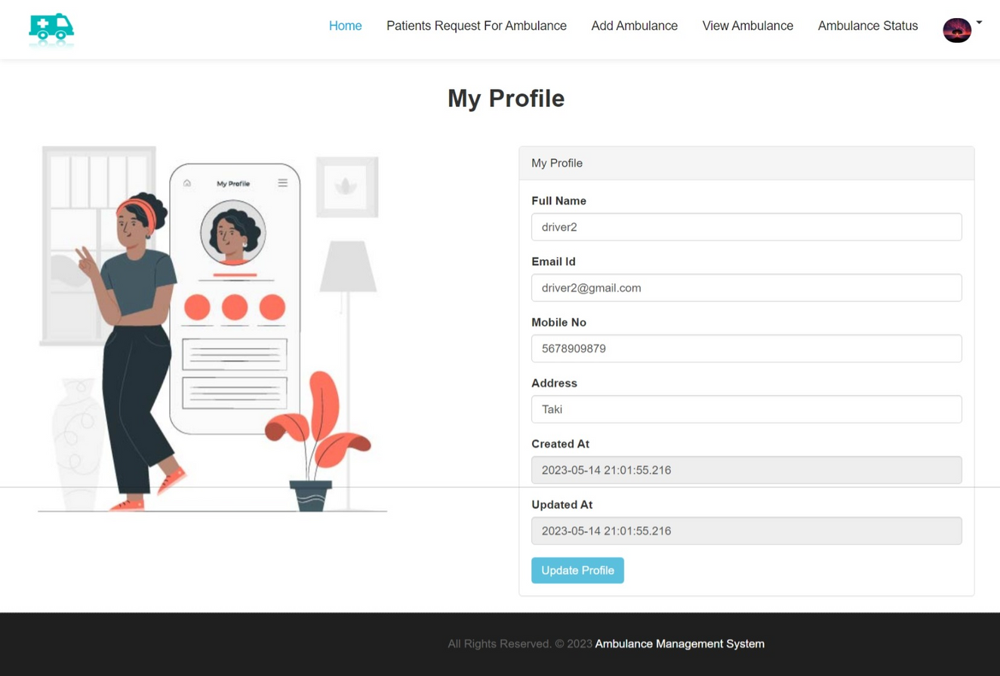 Home Patients Request For Ambulance Add Ambulance View Ambulance Ambulance Status
My Profile
My Profile
My Profile
Full Name
driver2
Email Id
driver2@gmail.com
Mobile No
5678909879
Address
Taki
Created At
2023-05-14 21:01:55.216
Updated At
2023-05-14 21:01:55.216
Update Profile
All Rights Reserved. © 2023 Ambulance Management System